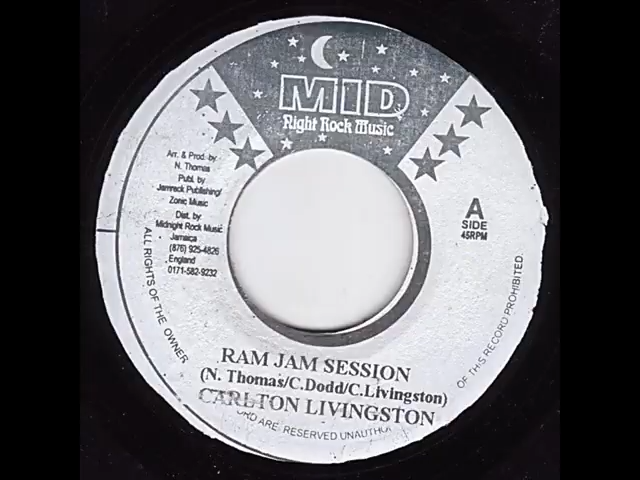 MID
Night Rock Music
Arr. & Prod. by
N. Thomas
Publ. by
Jamrock Publishing/
Zonic Music
Dist. by
Midnight Rock Music
Jamaica
(876) 925-4826
England
0171-582-9232
A
SIDE
45RPM
ALL RIGHTS OF THE OWNER
OF THIS RECORD PROHIBITED.
RAM JAM SESSION
(N. Thomas/C.Dodd/C.Livingston)
CARLTON LIVINGSTON
ARE RESERVED